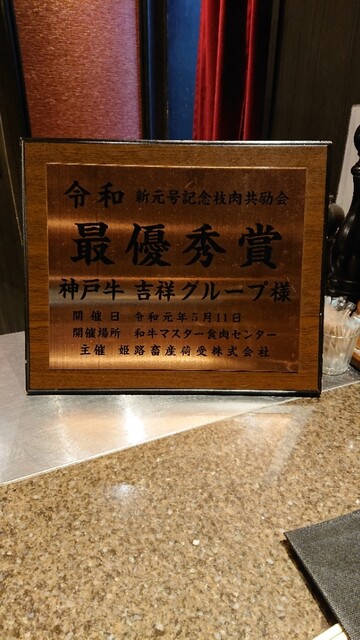 令和 新元号記念枝肉共励会
最優秀賞
神戸牛 吉祥グループ様
開催日 令和元年5月11日
開催場所 和牛マスター食肉センター
主催 姫路畜産荷受株式会社